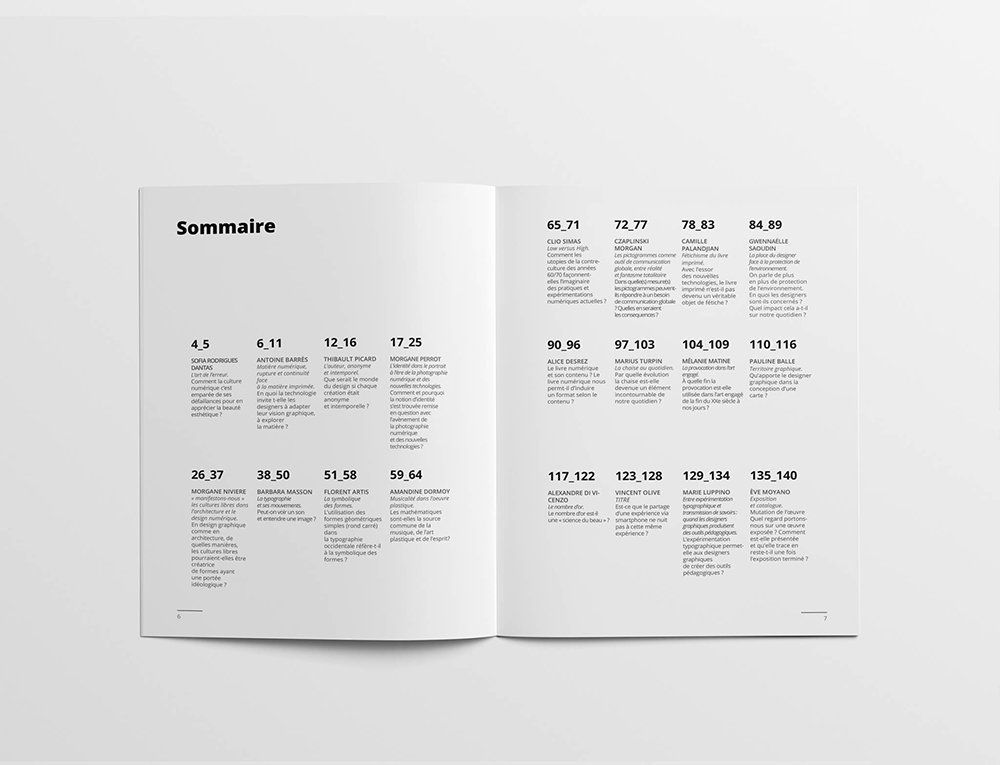 Sommaire
4_5
SOFIA RODRIGUES
DANTAS
L'art de l'erreur.
Comment la culture
numérique s'est
emparée de ses
défaillances pour en
apprécier la beauté
esthétique ?
6_11
ANTOINE BARRÈS
Matière numérique,
rupture et continuité
face
à la matière imprimée.
En quoi la technologie
invite t-elle les
designers à adapter
leur vision graphique,
à explorer
la matière ?
12_16
THIBAULT PICARD
L'auteur, anonyme
et intemporel.
Que serait le monde
du design si chaque
création était
anonyme
et intemporelle ?
17_25
MORGANE PERROT
L'identité dans le portrait
à l'ère de la photographie
numérique et des
nouvelles technologies.
Comment et pourquoi
la notion d'identité
s'est trouvée remise
en question avec
l'avènement de
la photographie
numérique
et des nouvelles
technologies ?
26_37
MORGANE NIVIERE
« manifestons-nous »
les cultures libres dans
l'architecture et le
design numérique.
En design graphique
comme en
architecture, de
quelles manières,
les cultures libres
pourraient-elles être
créatrice
de formes ayant
une portée
idéologique ?
38_50
BARBARA MASSON
La typographie
et ses mouvements.
Peut-on voir un son
et entendre une image ?
51_58
FLORENT ARTIS
La symbolique
des formes.
L'utilisation des
formes géométriques
simples (rond carré)
dans
la typographie
occidentale réfère-t-il
à la symbolique des
formes ?
59_64
AMANDINE DORMOY
Musicalité dans l'oeuvre
plastique.
Les mathématiques
sont-elles la source
commune de la
musique, de l'art
plastique et de l'esprit?
6
65_71
CLIO SIMAS
Low versus High.
Comment les
utopies de la contre-
culture des années
60/70 façonnent-
elles l'imaginaire
des pratiques et
expérimentations
numériques actuelles ?
72_77
CZAPLINSKI
MORGAN
Les pictogrammes comme
outil de communication
globale, entre réalité
et fantasme totalitaire
Dans quelle(s) mesure(s)
les pictogrammes peuvent-
ils répondre à un besoin
de communication globale
? Quelles en seraient
les conséquences ?
78_83
CAMILLE
PALANDJIAN
Fétichisme du livre
imprimé.
Avec l'essor
des nouvelles
technologies, le livre
imprimé n'est-il pas
devenu un véritable
objet de fétiche ?
84_89
GWENNAËLLE
SAOUDIN
La place du designer
face à la protection de
l'environnement.
On parle de plus
en plus de protection
de l'environnement.
En quoi les designers
sont-ils concernés ?
Quel impact cela a-t-il
sur notre quotidien ?
90_96
ALICE DESREZ
Le livre numérique
et son contenu ? Le
livre numérique nous
permt-il d'induire
un format selon le
contenu ?
97_103
MARIUS TURPIN
La chaise au quotidien.
Par quelle évolution
la chaise est-elle
devenue un élément
incontournable de
notre quotidien ?
104_109
MÉLANIE MATINE
La provocation dans l'art
engagé.
À quelle fin la
provocation est-elle
utilisée dans l'art engagé
de la fin du XXe siècle à
nos jours ?
110_116
PAULINE BALLE
Territoire graphique.
Qu'apporte le designer
graphique dans la
conception d'une
carte ?
117_122
ALEXANDRE DI VI-
CENZO
Le nombre d'or.
Le nombre d'or est-il
une « science du beau » ?
123_128
VINCENT OLIVE
TITRE
Est-ce que le partage
d'une expérience via
smartphone ne nuit
pas à cette même
expérience ?
129_134
MARIE LUPPINO
Entre expérimentation
typographique et
transmission de savoirs :
quand les designers
graphiques produisent
des outils pédagogiques.
L'expérimentation
typographique permet-
elle aux designers
graphiques
de créer des outils
pédagogiques ?
135_140
ÈVE MOYANO
Exposition
et catalogue.
Mutation de l'œuvre
Quel regard portons-
nous sur une œuvre
exposée ? Comment
est-elle présentée
et qu'elle trace en
reste-t-il une fois
l'exposition terminé ?
7